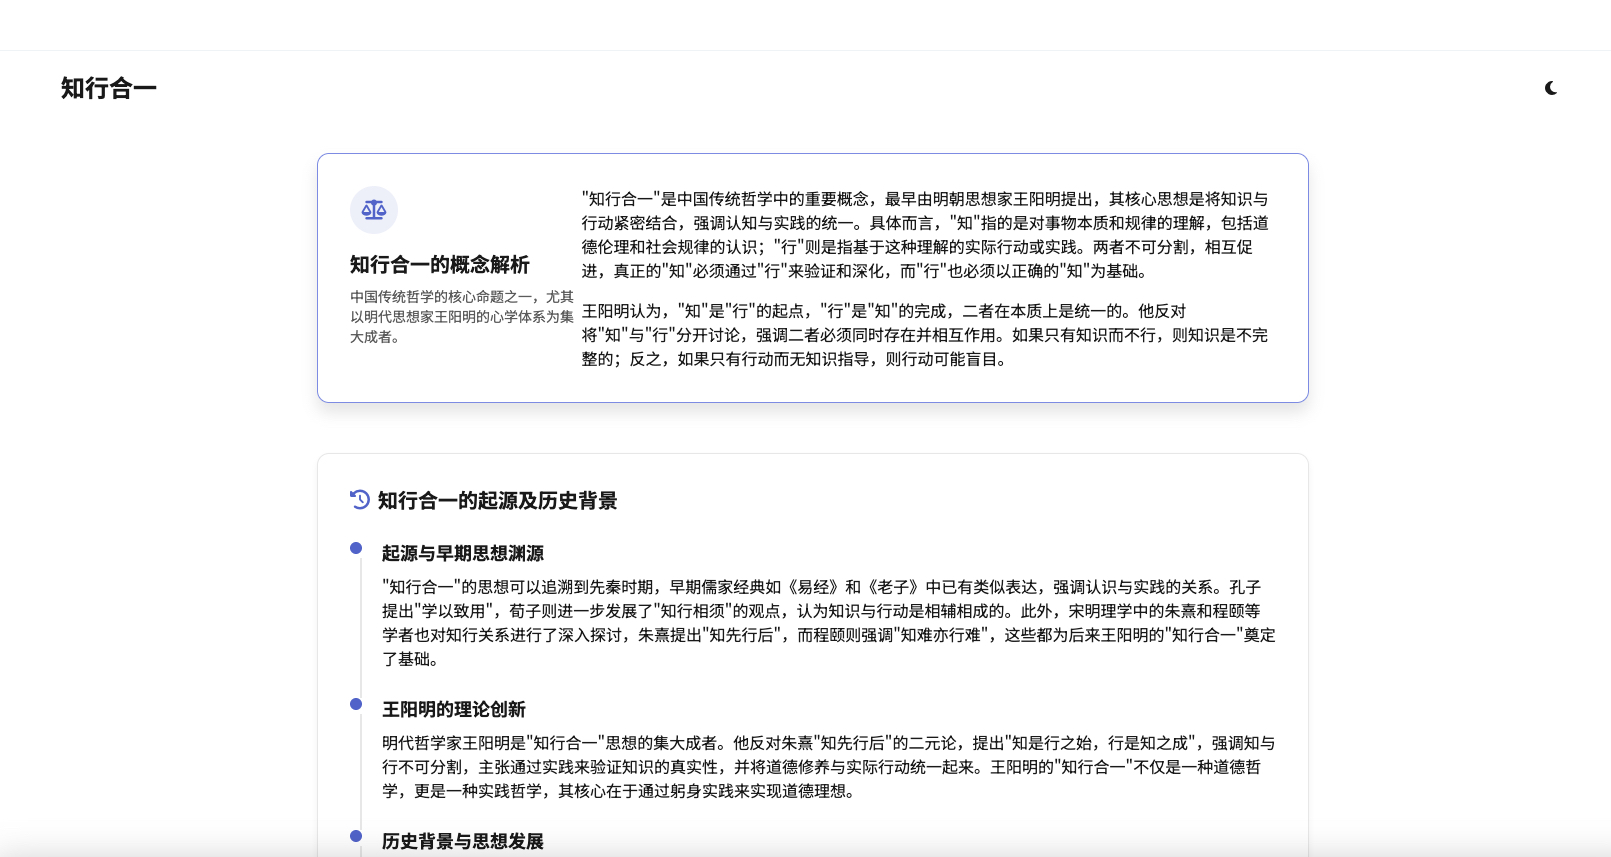 知行合一
知行合一的概念解析
中国传统哲学的核心命题之一，尤其
以明代思想家王阳明的心学体系为集
大成者。
"知行合一"是中国传统哲学中的重要概念，最早由明朝思想家王阳明提出，其核心思想是将知识与
行动紧密结合，强调认知与实践的统一。具体而言，"知"指的是对事物本质和规律的理解，包括道
德伦理和社会规律的认识；"行"则是指基于这种理解的实际行动或实践。两者不可分割，相互促
进，真正的"知"必须通过"行"来验证和深化，而"行"也必须以正确的"知"为基础。
王阳明认为，"知"是"行"的起点，"行"是"知"的完成，二者在本质上是统一的。他反对
将"知"与"行"分开讨论，强调二者必须同时存在并相互作用。如果只有知识而不行，则知识是不完
整的；反之，如果只有行动而无知识指导，则行动可能盲目。
知行合一的起源及历史背景
起源与早期思想渊源
"知行合一"的思想可以追溯到先秦时期，早期儒家经典如《易经》和《老子》中已有类似表达，强调认识与实践的关系。孔子
提出"学以致用"，荀子则进一步发展了"知行相须"的观点，认为知识与行动是相辅相成的。此外，宋明理学中的朱熹和程颐等
学者也对知行关系进行了深入探讨，朱熹提出"知先行后"，而程颐则强调"知难亦行难"，这些都为后来王阳明的"知行合一"奠定
了基础。
王阳明的理论创新
明代哲学家王阳明是"知行合一"思想的集大成者。他反对朱熹"知先行后"的二元论，提出"知是行之始，行是知之成"，强调知与
行不可分割，主张通过实践来验证知识的真实性，并将道德修养与实际行动统一起来。王阳明的"知行合一"不仅是一种道德哲
学，更是一种实践哲学，其核心在于通过躬身实践来实现道德理想。
历史背景与思想发展